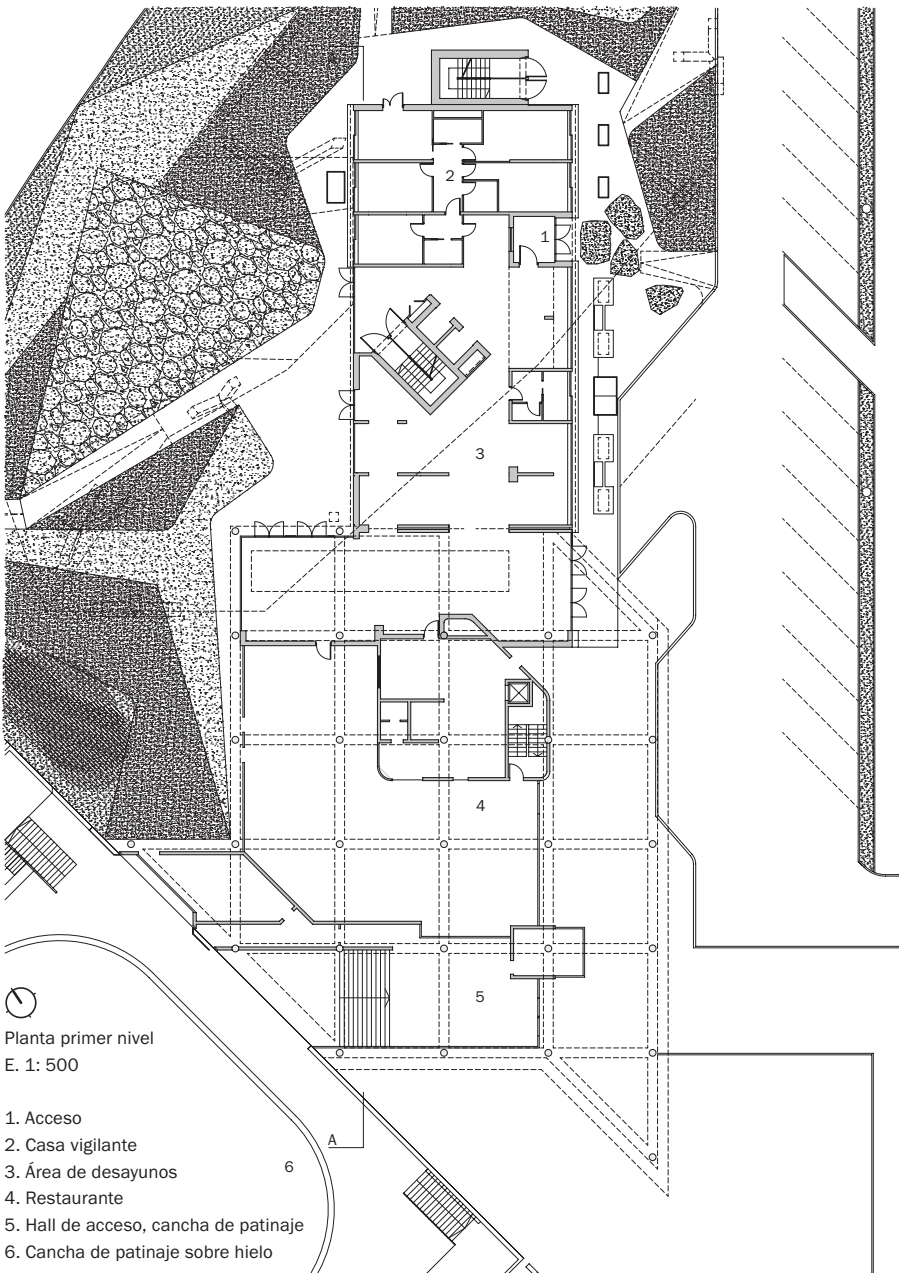 2
1
3
4
5
Planta primer nivel
E. 1: 500
1. Acceso
2. Casa vigilante
3. Área de desayunos
4. Restaurante
5. Hall de acceso, cancha de patinaje
6. Cancha de patinaje sobre hielo
A
6